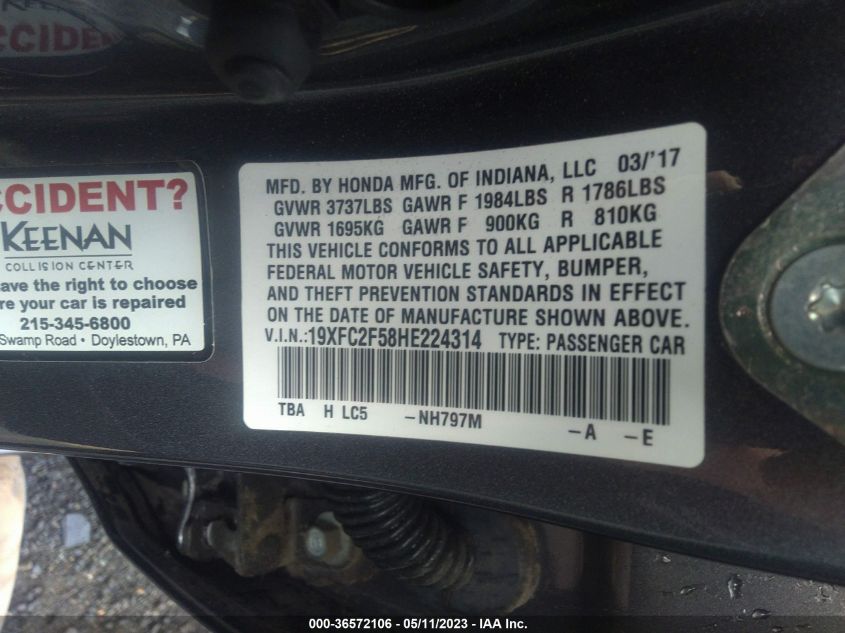 CCIDENT?
KEENAN
COLLISION CENTER
ave the right to choose
re your car is repaired
215-345-6800
Swamp Road • Doylestown, PA
MFD. BY HONDA MFG. OF INDIANA, LLC 03/'17
GVWR 3737LBS GAWR F 1984LBS R 1786LBS
GVWR 1695KG GAWR F 900KG R 810KG
THIS VEHICLE CONFORMS TO ALL APPLICABLE
FEDERAL MOTOR VEHICLE SAFETY, BUMPER,
AND THEFT PREVENTION STANDARDS IN EFFECT
ON THE DATE OF MANUFACTURE SHOWN ABOVE.
V.I.N.:19XFC2F58HE224314 TYPE: PASSENGER CAR
TBA H LC5 -NH797M -A -E
000-36572106 - 05/11/2023 - IAA Inc.